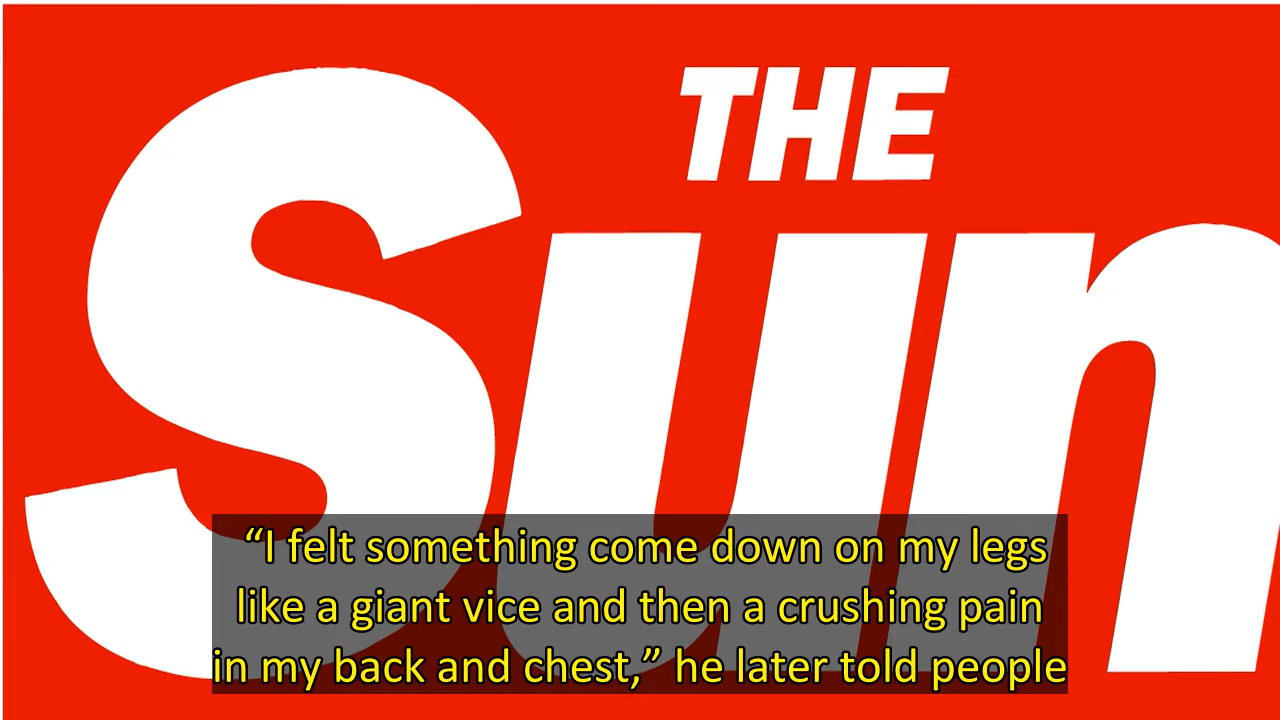 THE
Sun
“I felt something come down on my legs
like a giant vice and then a crushing pain
in my back and chest,” he later told people